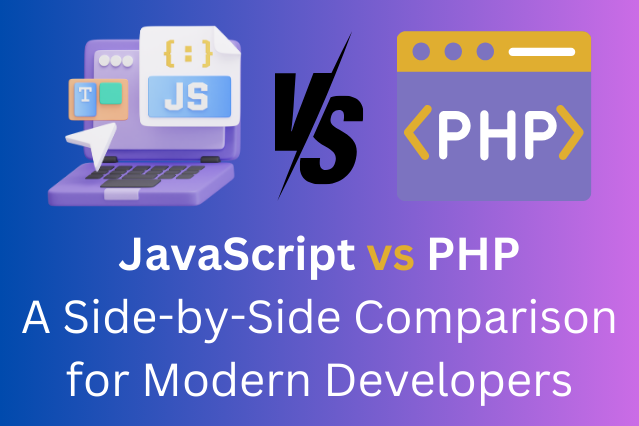 {:}
JS
T
VS
<PHP>
JavaScript vs PHP
A Side-by-Side Comparison
for Modern Developers